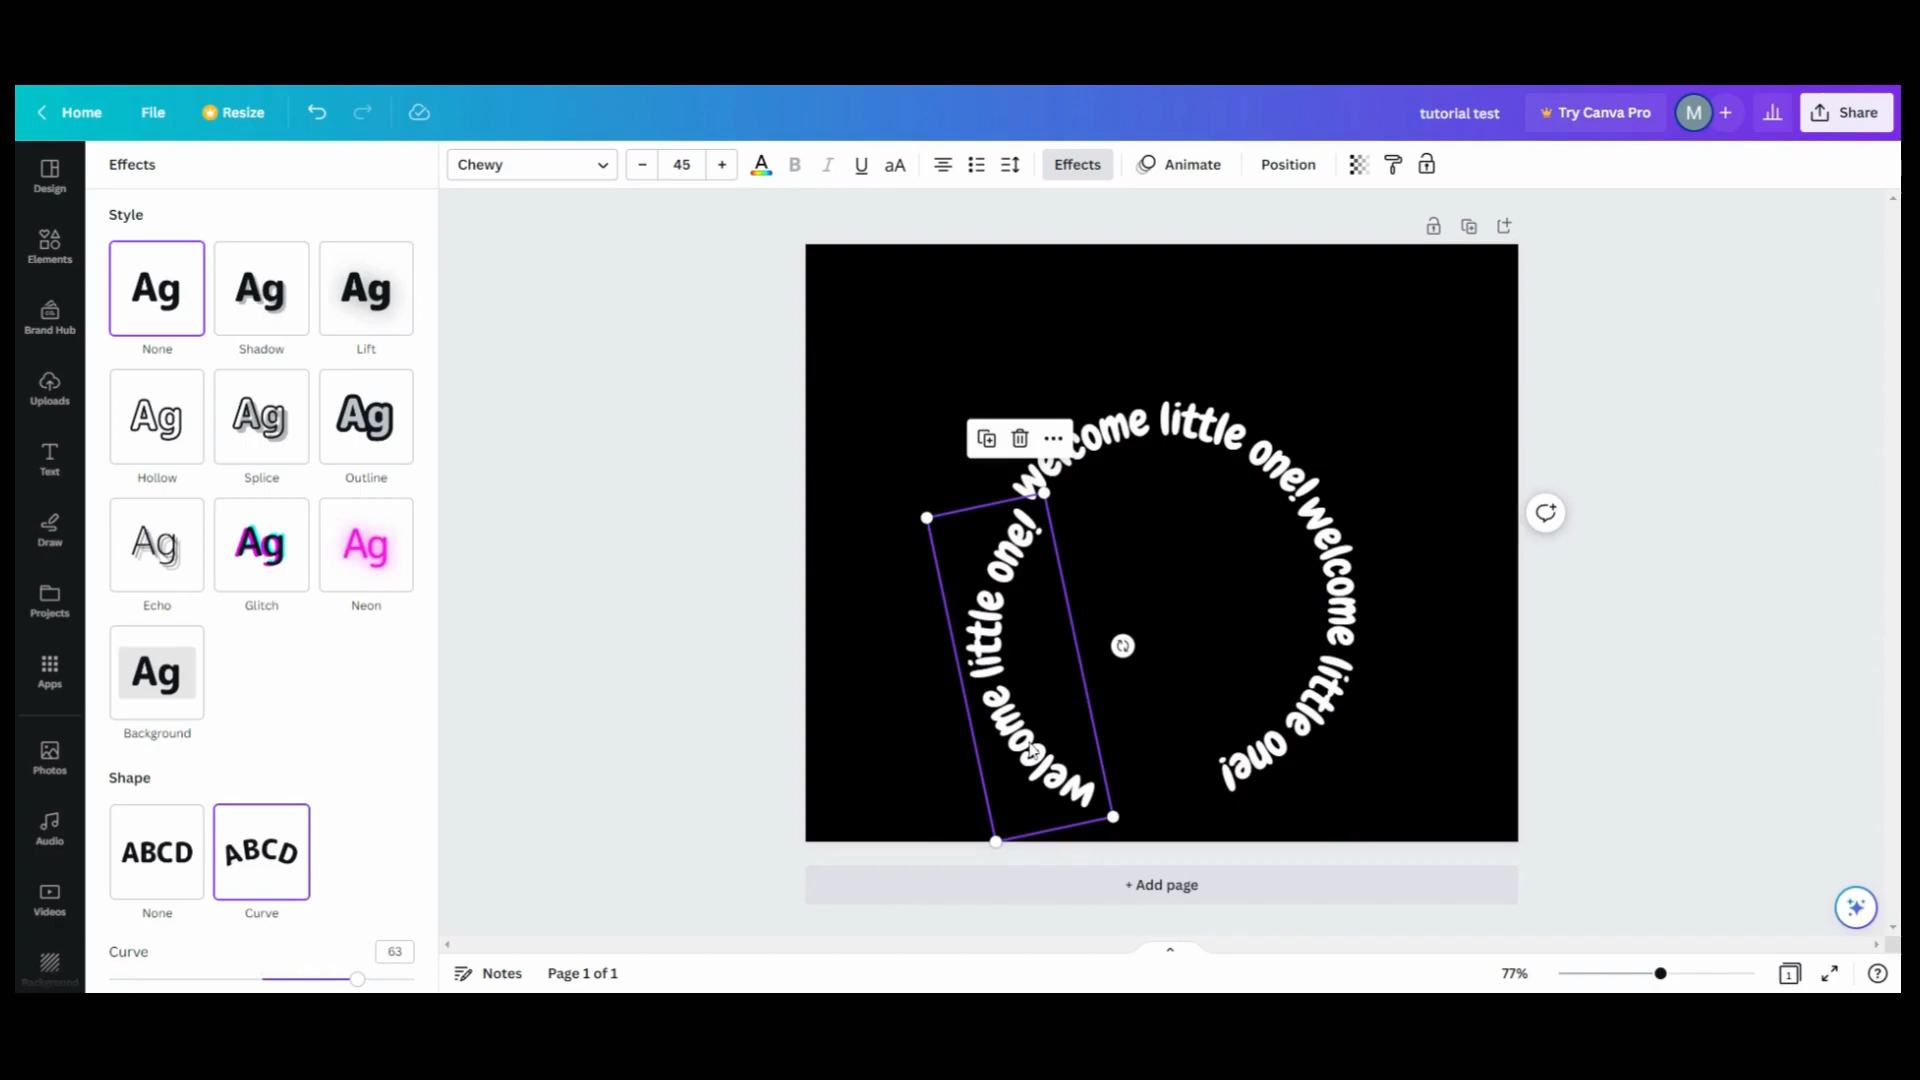 Home File Resize tutorial test Try Canva Pro M + Share
Effects Chewy − 45 + A B I U aA Effects Animate Position
Design
Elements
Brand Hub
Uploads
Text
Draw
Projects
Apps
Photos
Audio
Videos
Background
Style
Ag Ag Ag
None Shadow Lift
Ag Ag Ag
Hollow Splice Outline
Ag Ag Ag
Echo Glitch Neon
Ag
Background
Shape
ABCD ABCD
None Curve
Curve 63
welcome little one!
welcome little one!
welcome little one!
+ Add page
Notes Page 1 of 1 77% 1 ?